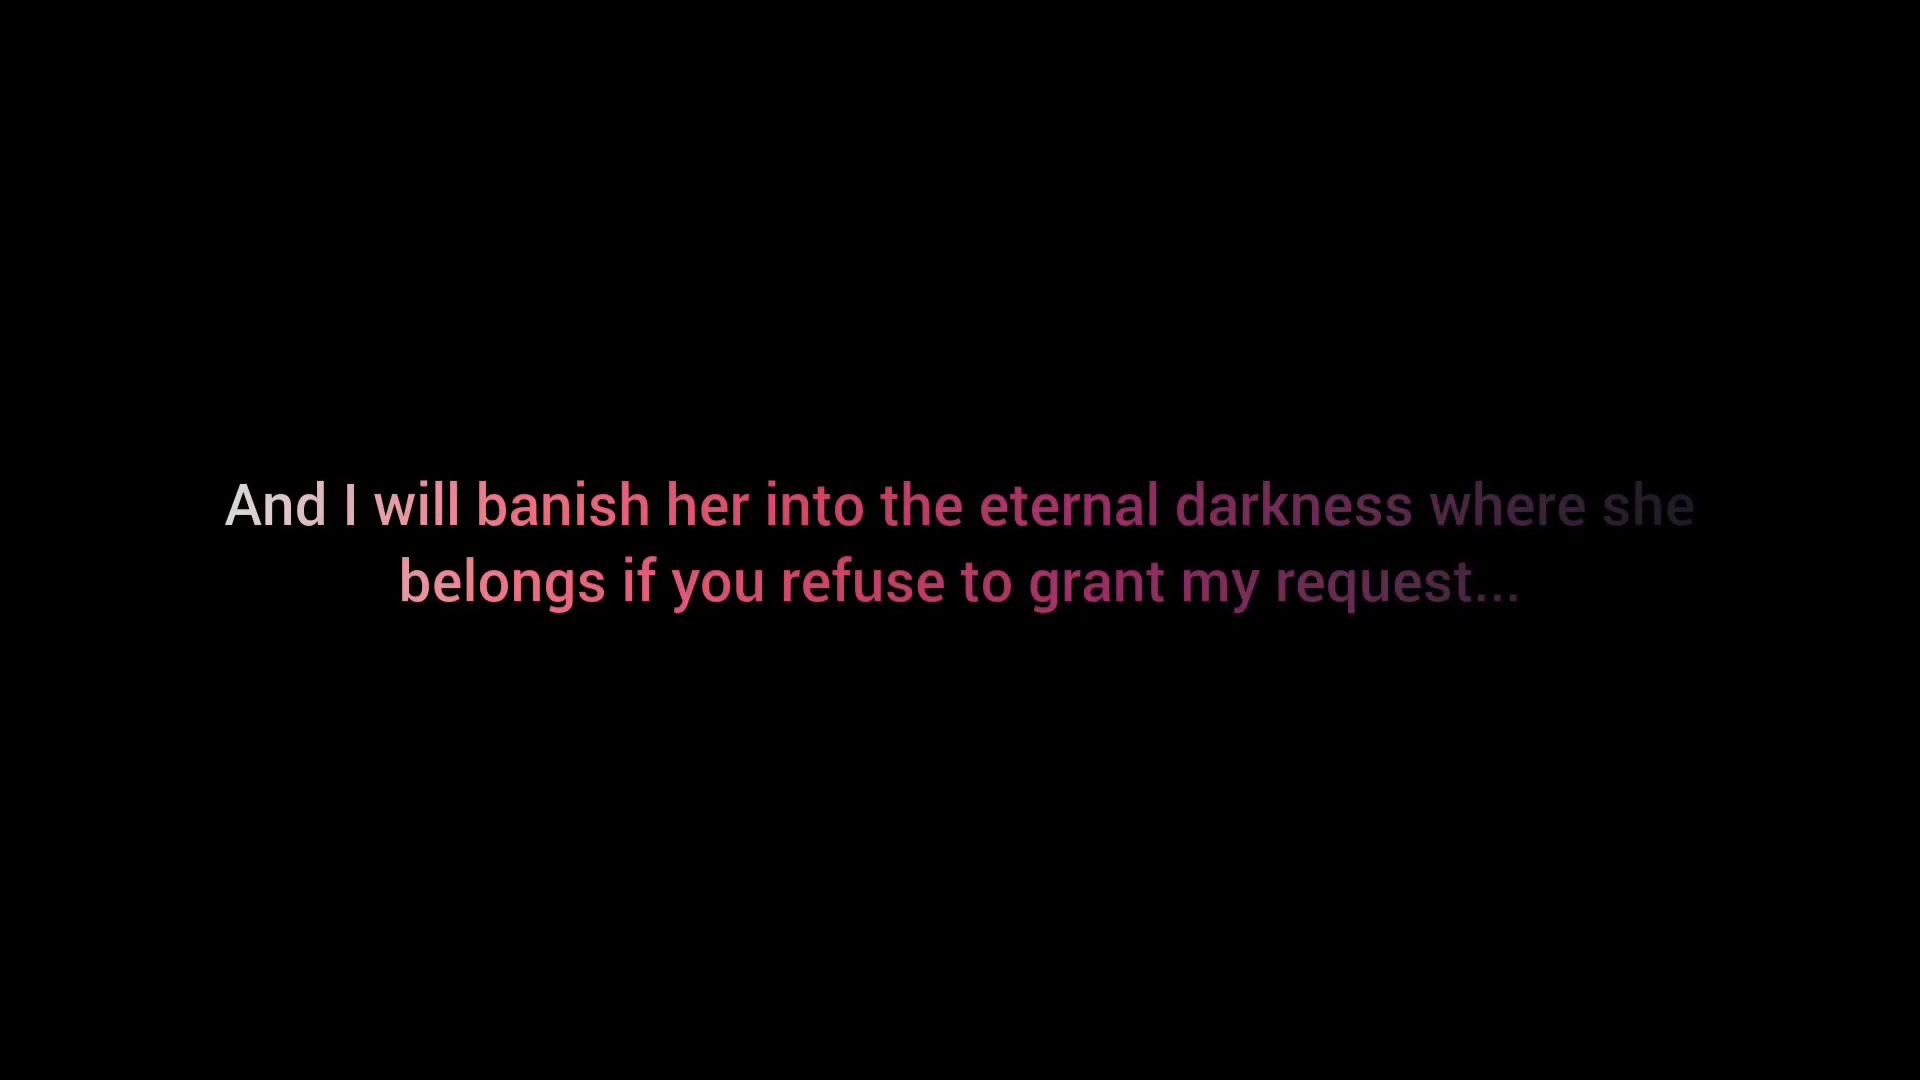 And I will banish her into the eternal darkness where she
belongs if you refuse to grant my request...